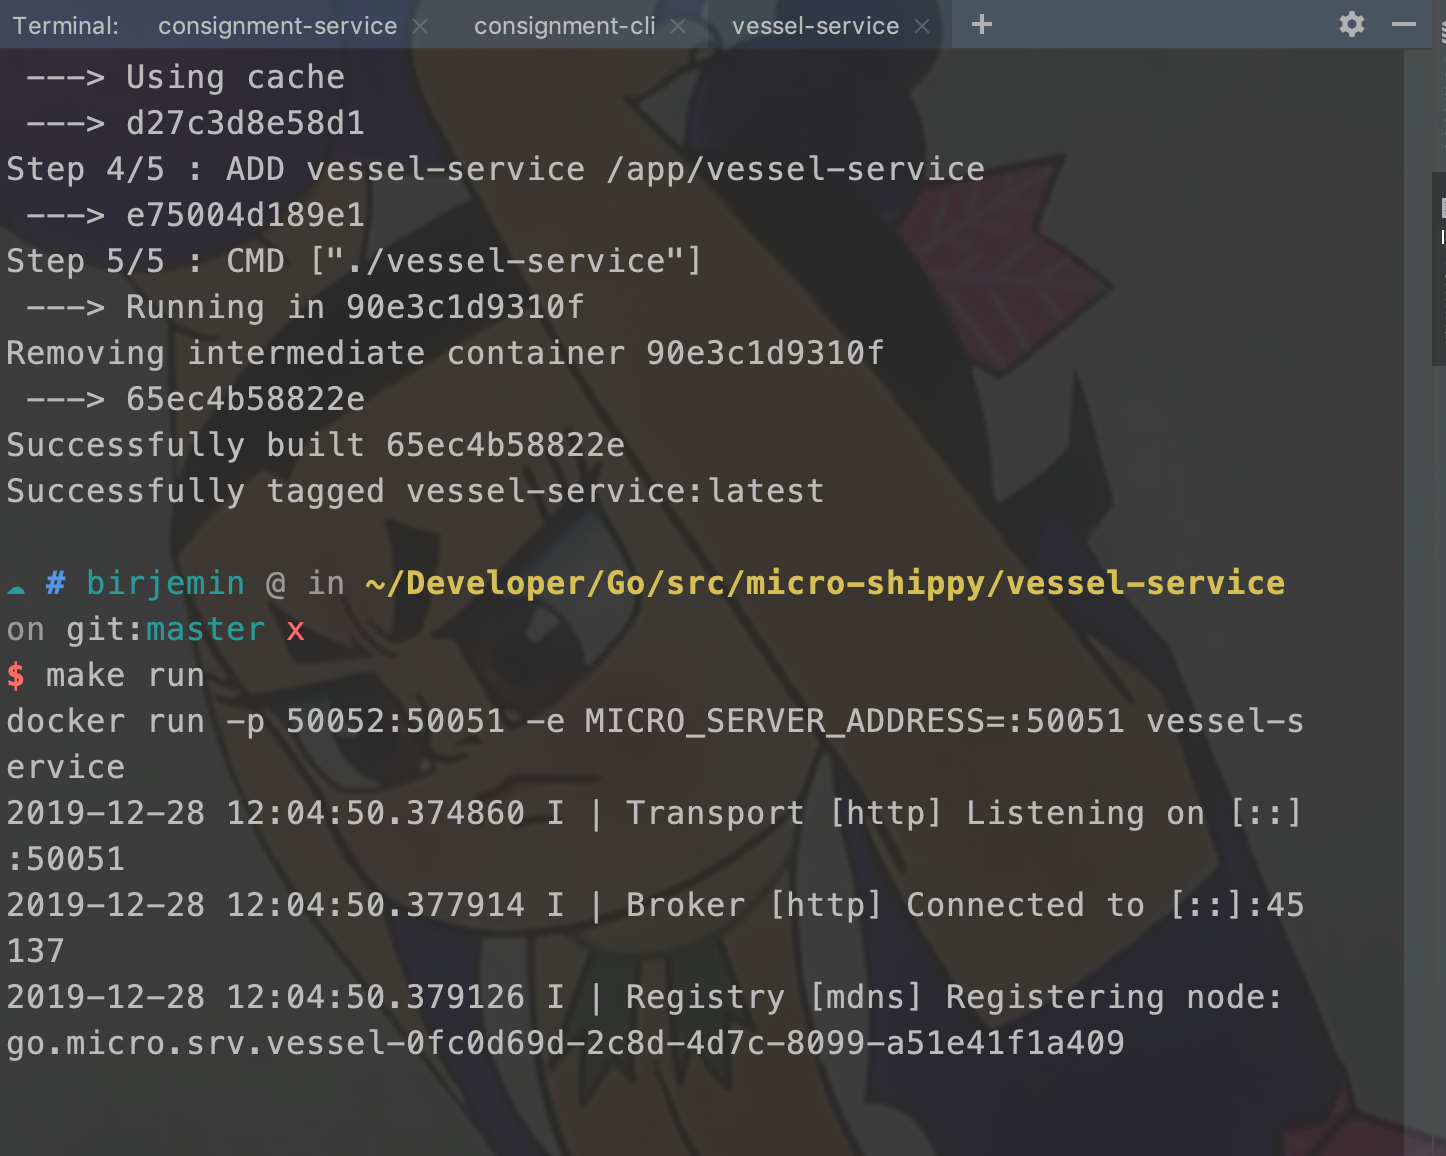 Terminal: consignment-service × consignment-cli × vessel-service × +
 ---> Using cache
 ---> d27c3d8e58d1
Step 4/5 : ADD vessel-service /app/vessel-service
 ---> e75004d189e1
Step 5/5 : CMD ["./vessel-service"]
 ---> Running in 90e3c1d9310f
Removing intermediate container 90e3c1d9310f
 ---> 65ec4b58822e
Successfully built 65ec4b58822e
Successfully tagged vessel-service:latest
☁ # birjemin @ in ~/Developer/Go/src/micro-shippy/vessel-service
on git:master x
$ make run
docker run -p 50052:50051 -e MICRO_SERVER_ADDRESS=:50051 vessel-s
ervice
2019-12-28 12:04:50.374860 I | Transport [http] Listening on [::]
:50051
2019-12-28 12:04:50.377914 I | Broker [http] Connected to [::]:45
137
2019-12-28 12:04:50.379126 I | Registry [mdns] Registering node:
go.micro.srv.vessel-0fc0d69d-2c8d-4d7c-8099-a51e41f1a409